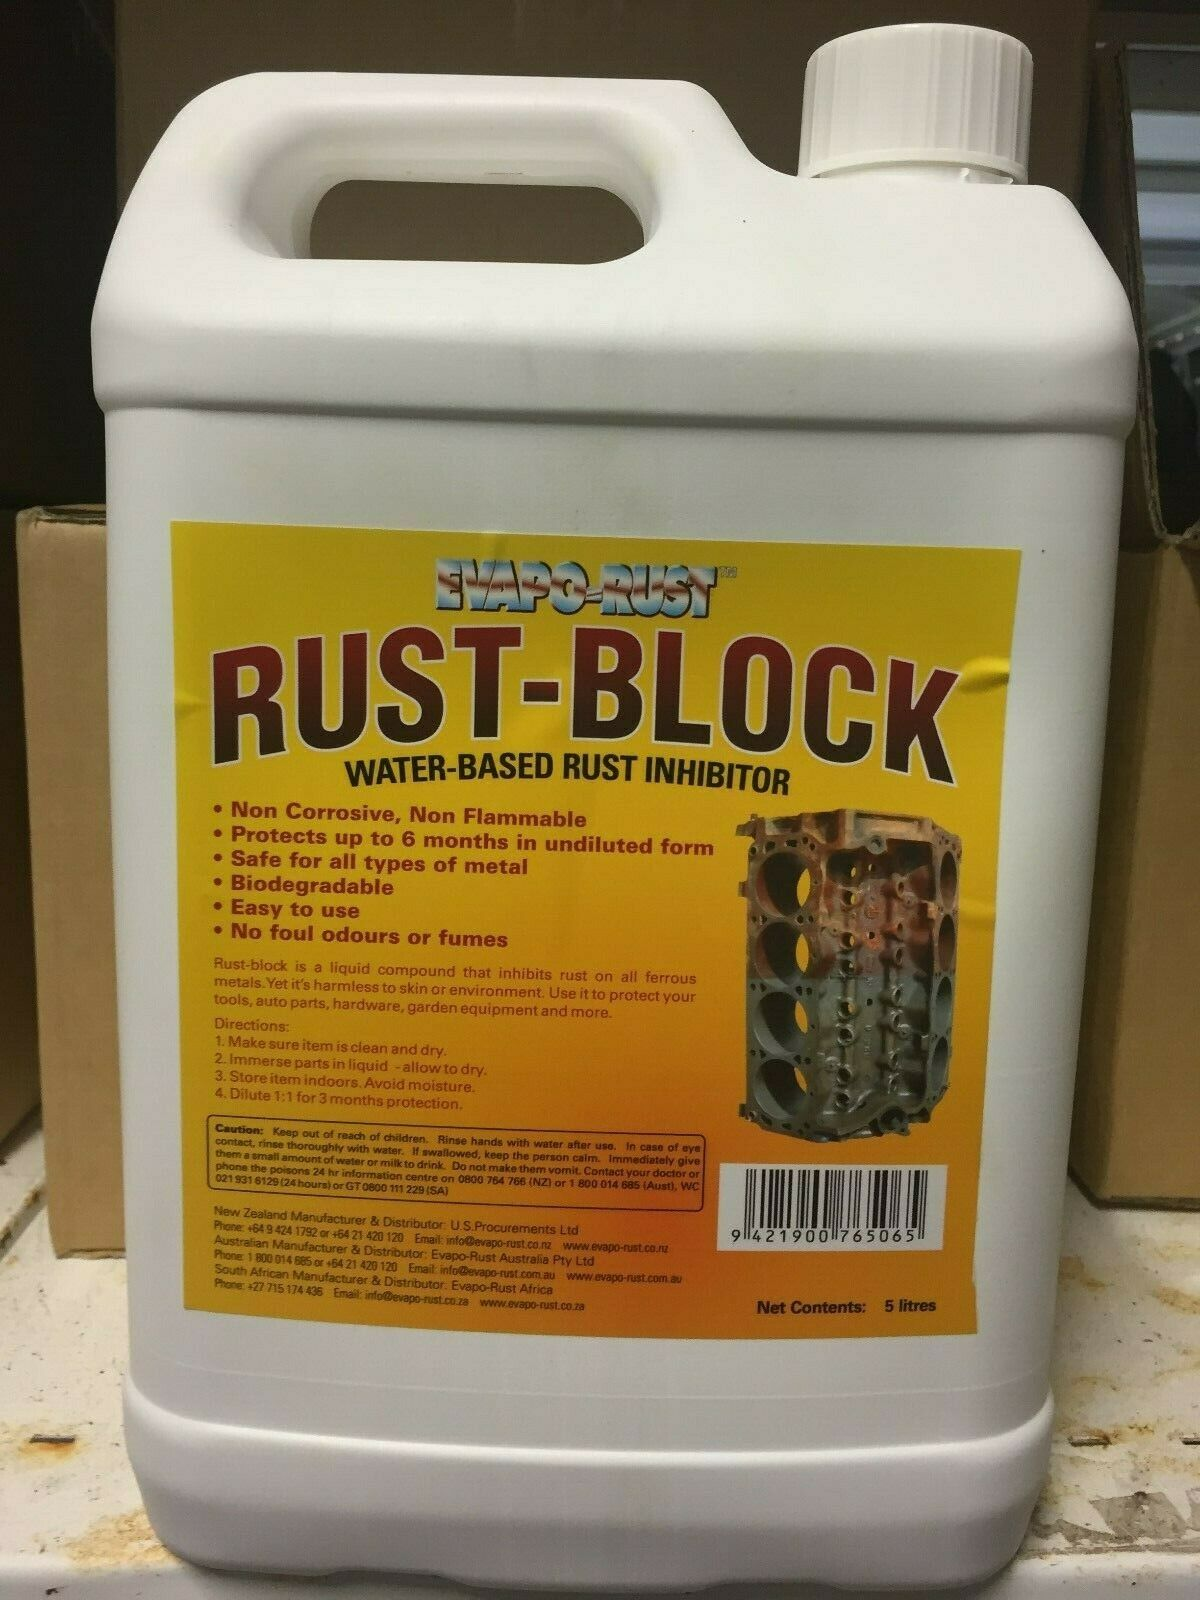 EVAPO-RUST™
RUST-BLOCK
WATER-BASED RUST INHIBITOR
• Non Corrosive, Non Flammable
• Protects up to 6 months in undiluted form
• Safe for all types of metal
• Biodegradable
• Easy to use
• No foul odours or fumes
Rust-block is a liquid compound that inhibits rust on all ferrous
metals. Yet it's harmless to skin or environment. Use it to protect your
tools, auto parts, hardware, garden equipment and more.
Directions:
1. Make sure item is clean and dry.
2. Immerse parts in liquid - allow to dry.
3. Store item indoors. Avoid moisture.
4. Dilute 1:1 for 3 months protection.
Caution: Keep out of reach of children. Rinse hands with water after use. In case of eye
contact, rinse thoroughly with water. If swallowed, keep the person calm. Immediately give
them a small amount of water or milk to drink. Do not make them vomit. Contact your doctor or
phone the poisons 24 hr information centre on 0800 764 766 (NZ) or 1 800 014 685 (Aust), WC
021 931 6129 (24 hours) or GT 0800 111 229 (SA)
New Zealand Manufacturer & Distributor: U.S.Procurements Ltd
Phone: +64 9 424 1792 or +64 21 420 120 Email: info@evapo-rust.co.nz www.evapo-rust.co.nz
Australian Manufacturer & Distributor: Evapo-Rust Australia Pty Ltd
Phone: 1 800 014 685 or +64 21 420 120 Email: info@evapo-rust.com.au www.evapo-rust.com.au
South African Manufacturer & Distributor: Evapo-Rust Africa
Phone: +27 715 174 436 Email: info@evapo-rust.co.za www.evapo-rust.co.za
9 421900 765065
Net Contents: 5 litres